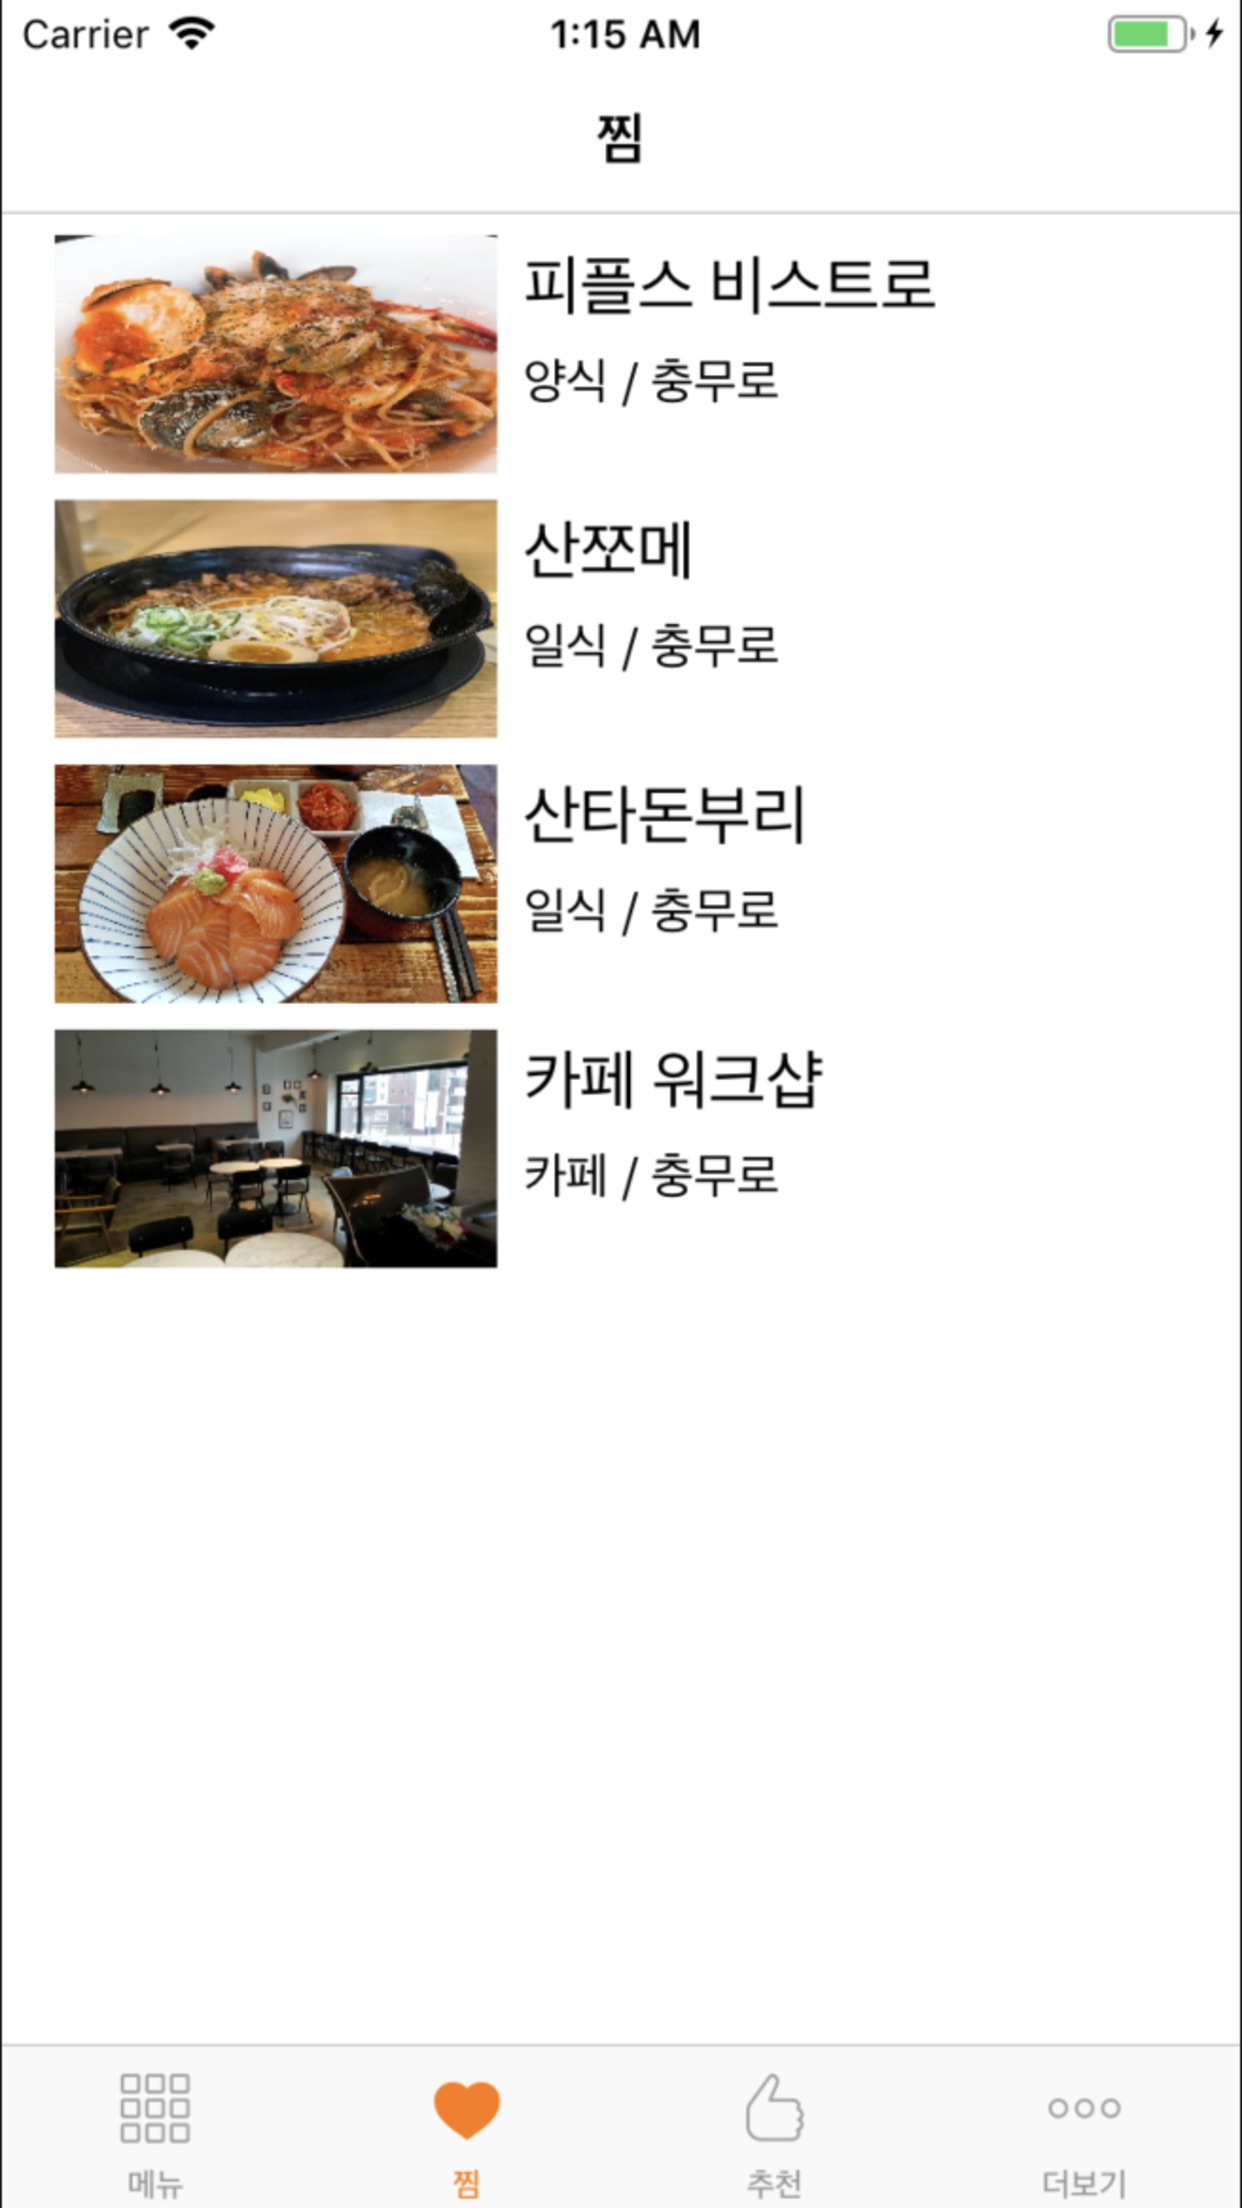 Carrier 1:15 AM
찜
피플스 비스트로
양식 / 충무로
산쪼메
일식 / 충무로
산타돈부리
일식 / 충무로
카페 워크샵
카페 / 충무로
메뉴 찜 추천 더보기